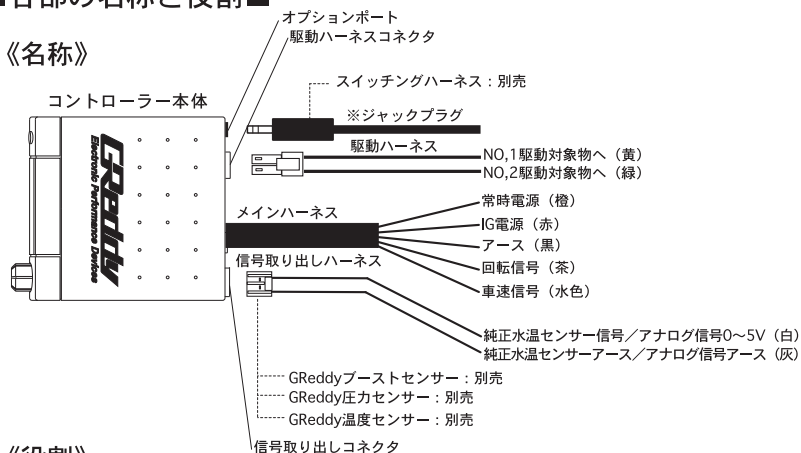 ■各部の名称と役割■
オプションポート
駆動ハーネスコネクタ
《名称》
スイッチングハーネス：別売
コントローラー本体
※ジャックプラグ
駆動ハーネス
NO,1駆動対象物へ（黄）
NO,2駆動対象物へ（緑）
GReddy
Electronic Performance Devices
メインハーネス
常時電源（橙）
IG電源（赤）
アース（黒）
回転信号（茶）
車速信号（水色）
信号取り出しハーネス
純正水温センサー信号／アナログ信号0～5V（白）
純正水温センサーアース／アナログ信号アース（灰）
GReddyブーストセンサー：別売
GReddy圧力センサー：別売
GReddy温度センサー：別売
信号取り出しコネクタ
《役割》